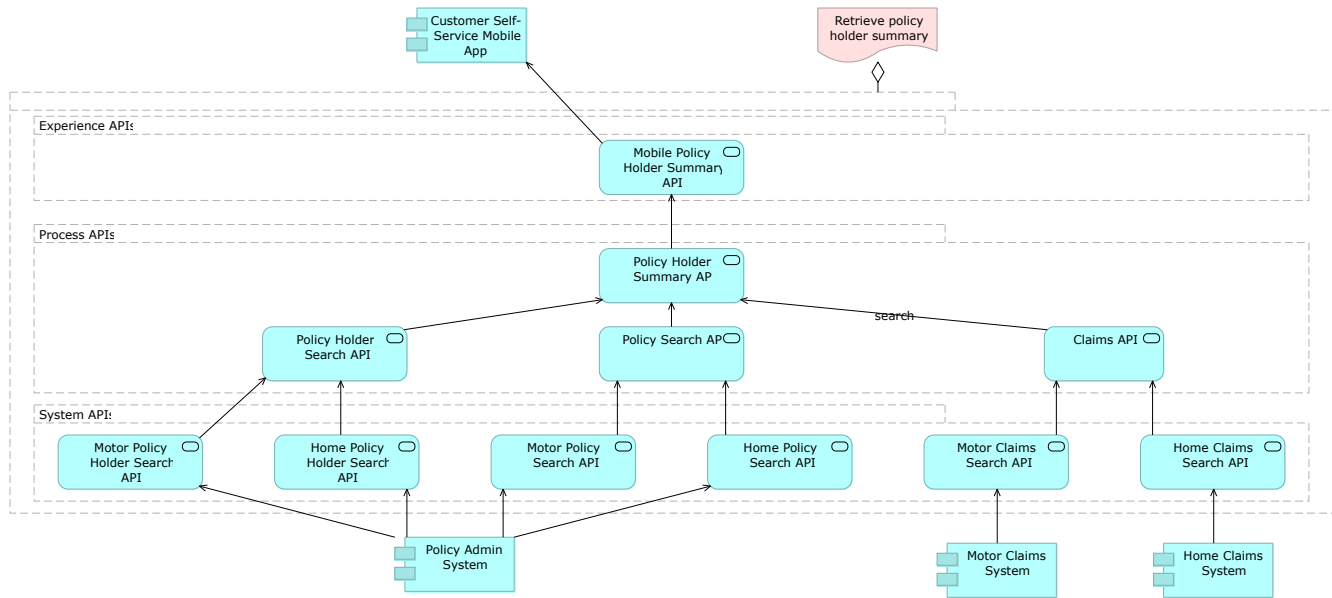 Customer Self-
Service Mobile
App
Retrieve policy
holder summary
Experience APIs
Mobile Policy
Holder Summary
API
Process APIs
Policy Holder
Summary AP
search
Policy Holder
Search API
Policy Search AP
Claims API
System APIs
Motor Policy
Holder Search
API
Home Policy
Holder Search
API
Motor Policy
Search API
Home Policy
Search API
Motor Claims
Search API
Home Claims
Search API
Policy Admin
System
Motor Claims
System
Home Claims
System